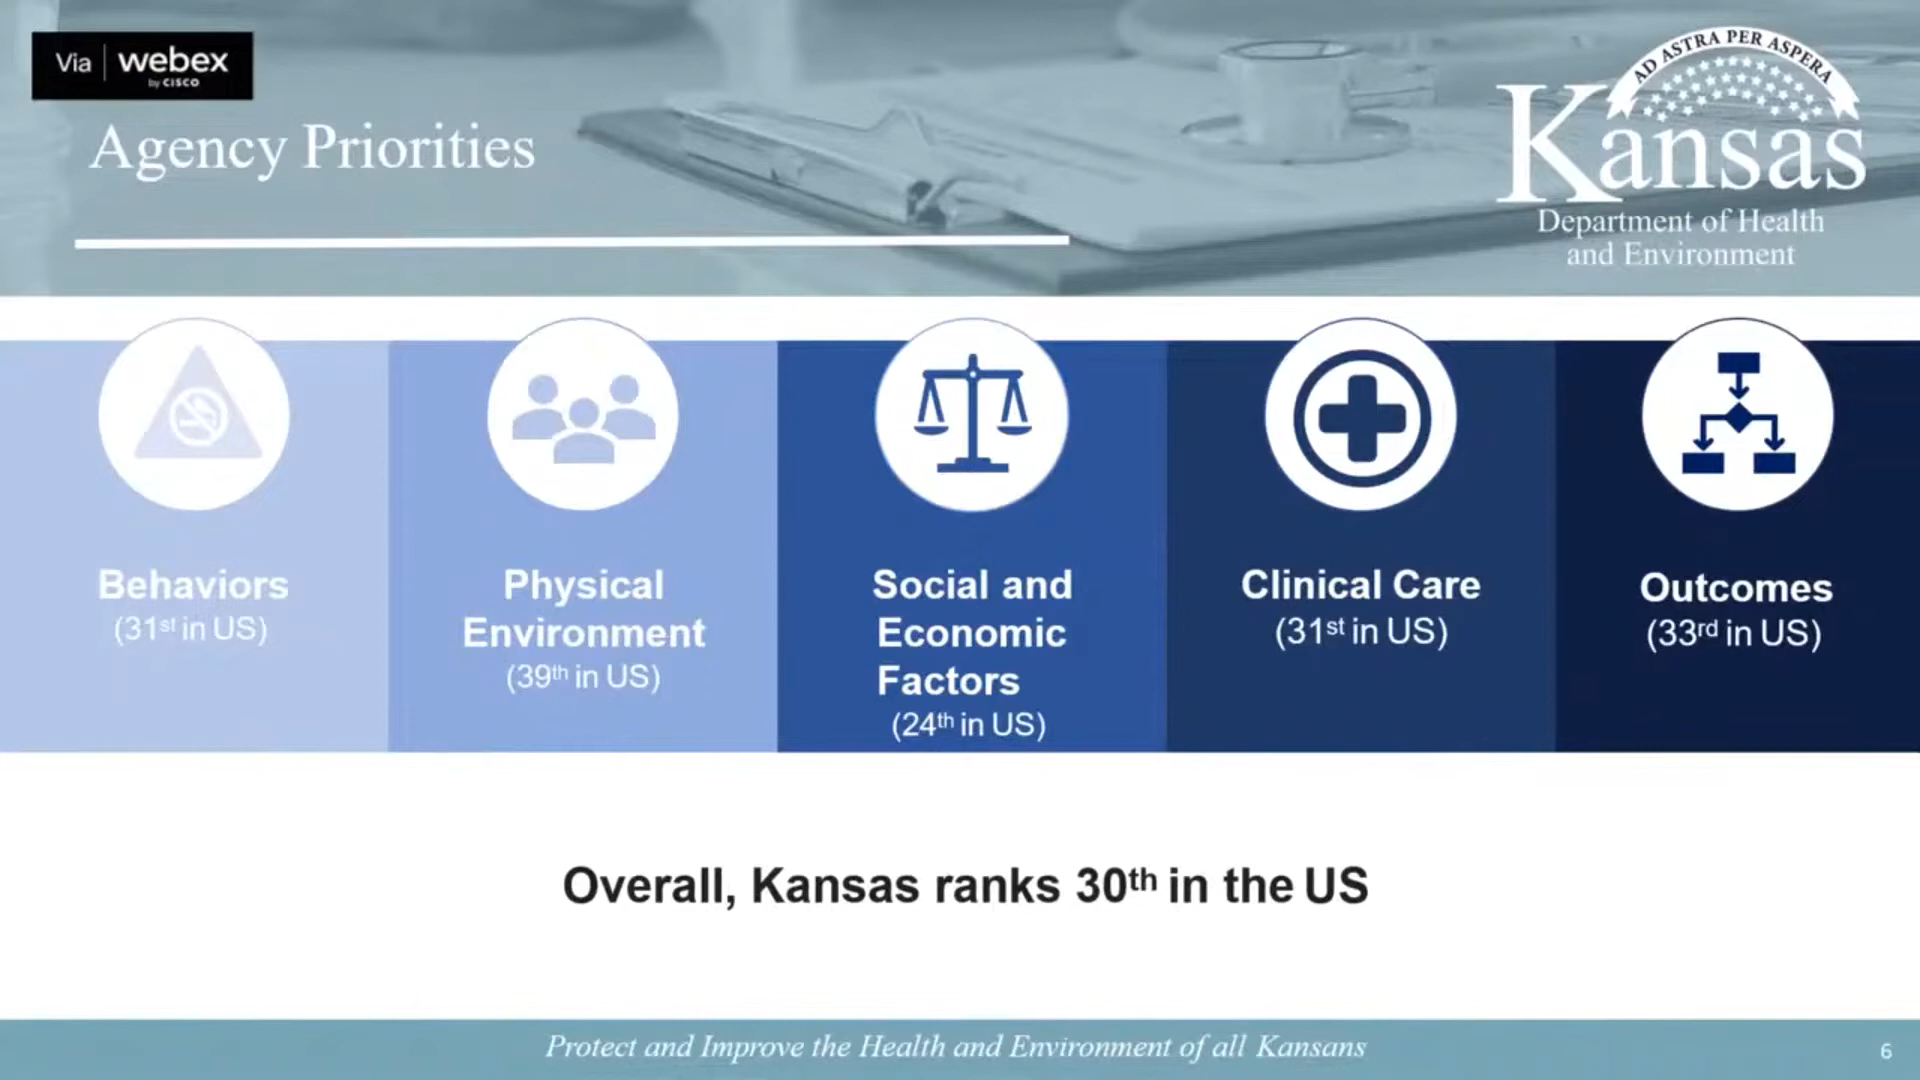 Via | webex
by CISCO
Agency Priorities
AD ASTRA PER ASPERA
Kansas
Department of Health
and Environment
Behaviors
(31st in US)
Physical
Environment
(39th in US)
Social and
Economic
Factors
(24th in US)
Clinical Care
(31st in US)
Outcomes
(33rd in US)
Overall, Kansas ranks 30th in the US
Protect and Improve the Health and Environment of all Kansans
6